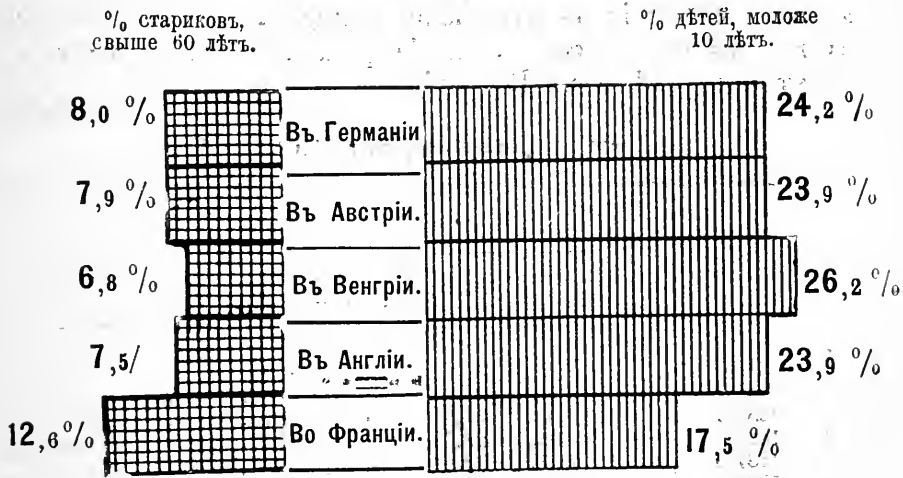 % стариковъ,
свыше 60 лѣтъ.
% дѣтей, моложе
10 лѣтъ.
8,0 % Въ Германіи 24,2 %
7,9 % Въ Австріи. 23,9 %
6,8 % Въ Венгріи. 26,2 %
7,5/ Въ Англіи. 23,9 %
12,6% Во Франціи. 17,5 %